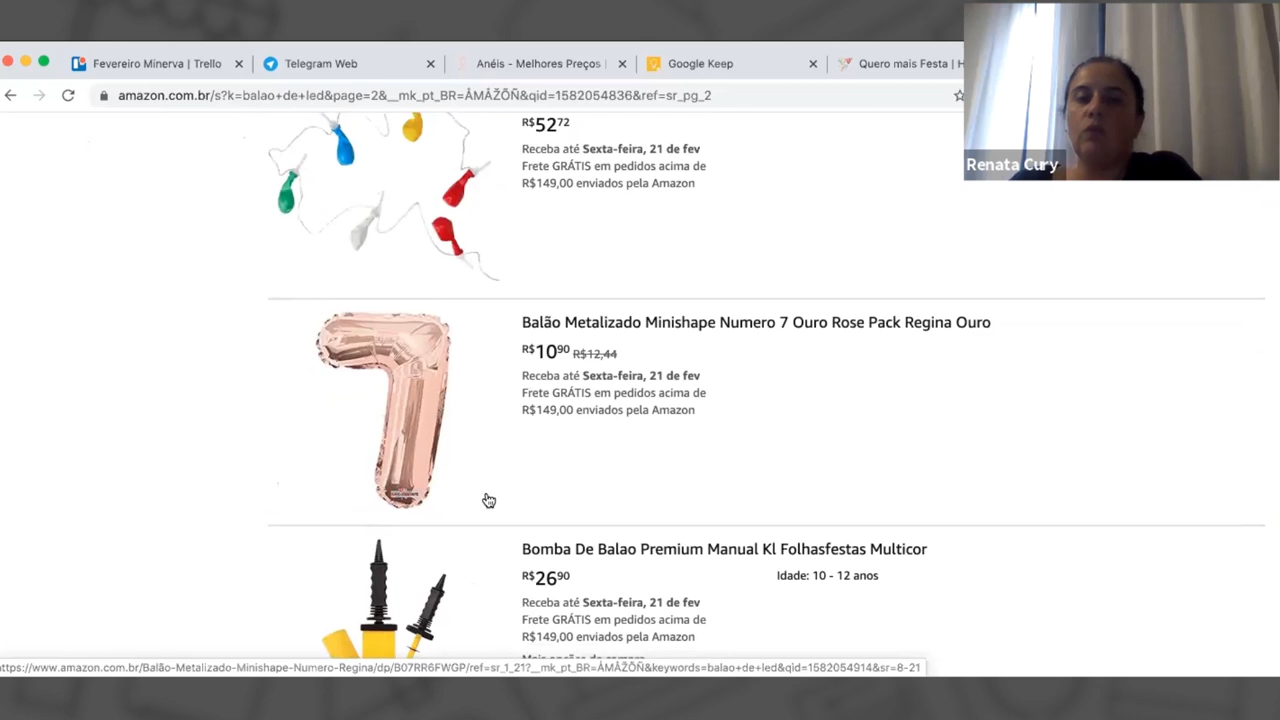 Fevereiro Minerva | Trello
Telegram Web
Anéis - Melhores Preços |
Google Keep
Quero mais Festa | H
amazon.com.br/s?k=balao+de+led&page=2&__mk_pt_BR=ÅMÅŽÕÑ&qid=1582054836&ref=sr_pg_2
Renata Cury
R$5272
Receba até Sexta-feira, 21 de fev
Frete GRÁTIS em pedidos acima de
R$149,00 enviados pela Amazon
Balão Metalizado Minishape Numero 7 Ouro Rose Pack Regina Ouro
R$1090 R$12,44
Receba até Sexta-feira, 21 de fev
Frete GRÁTIS em pedidos acima de
R$149,00 enviados pela Amazon
Bomba De Balao Premium Manual Kl Folhasfestas Multicor
R$2690
Idade: 10 - 12 anos
Receba até Sexta-feira, 21 de fev
Frete GRÁTIS em pedidos acima de
R$149,00 enviados pela Amazon
https://www.amazon.com.br/Balão-Metalizado-Minishape-Numero-Regina/dp/B07RR6FWGP/ref=sr_1_21?__mk_pt_BR=ÅMÅŽÕÑ&keywords=balao+de+led&qid=1582054914&sr=8-21